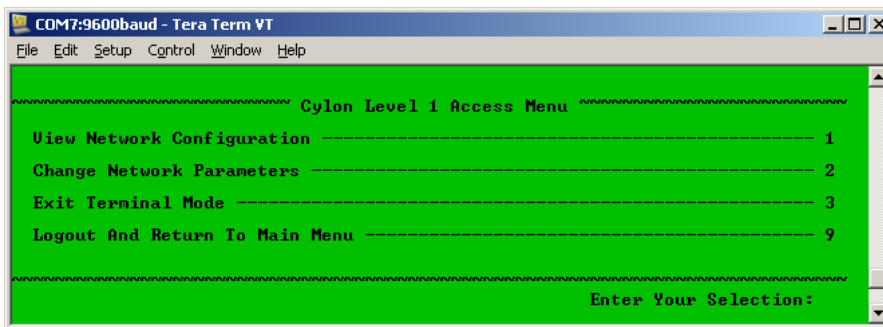 COM7:9600baud - Tera Term VT
File Edit Setup Control Window Help
~~~~~~~~~~~~~~~~~~~~~~~~~~ Cylon Level 1 Access Menu ~~~~~~~~~~~~~~~~~~~~~~~~~
View Network Configuration ---------------------------------------------- 1
Change Network Parameters ----------------------------------------------- 2
Exit Terminal Mode ------------------------------------------------------ 3
Logout And Return To Main Menu ------------------------------------------ 9
~~~~~~~~~~~~~~~~~~~~~~~~~~~~~~~~~~~~~~~~~~~~~~~~~~~~~~~~~~~~~~~~~~~~~~~~~~~~~~
Enter Your Selection: